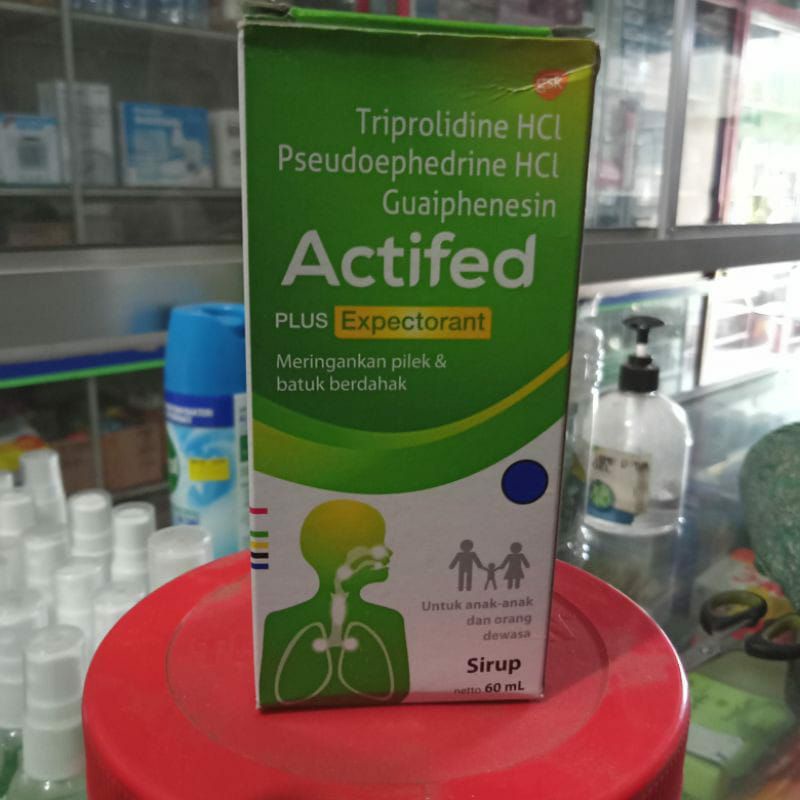 GSK
Triprolidine HCl
Pseudoephedrine HCl
Guaiphenesin
Actifed
PLUS Expectorant
Meringankan pilek &
batuk berdahak
Untuk anak-anak
dan orang
dewasa
Sirup
netto 60 mL